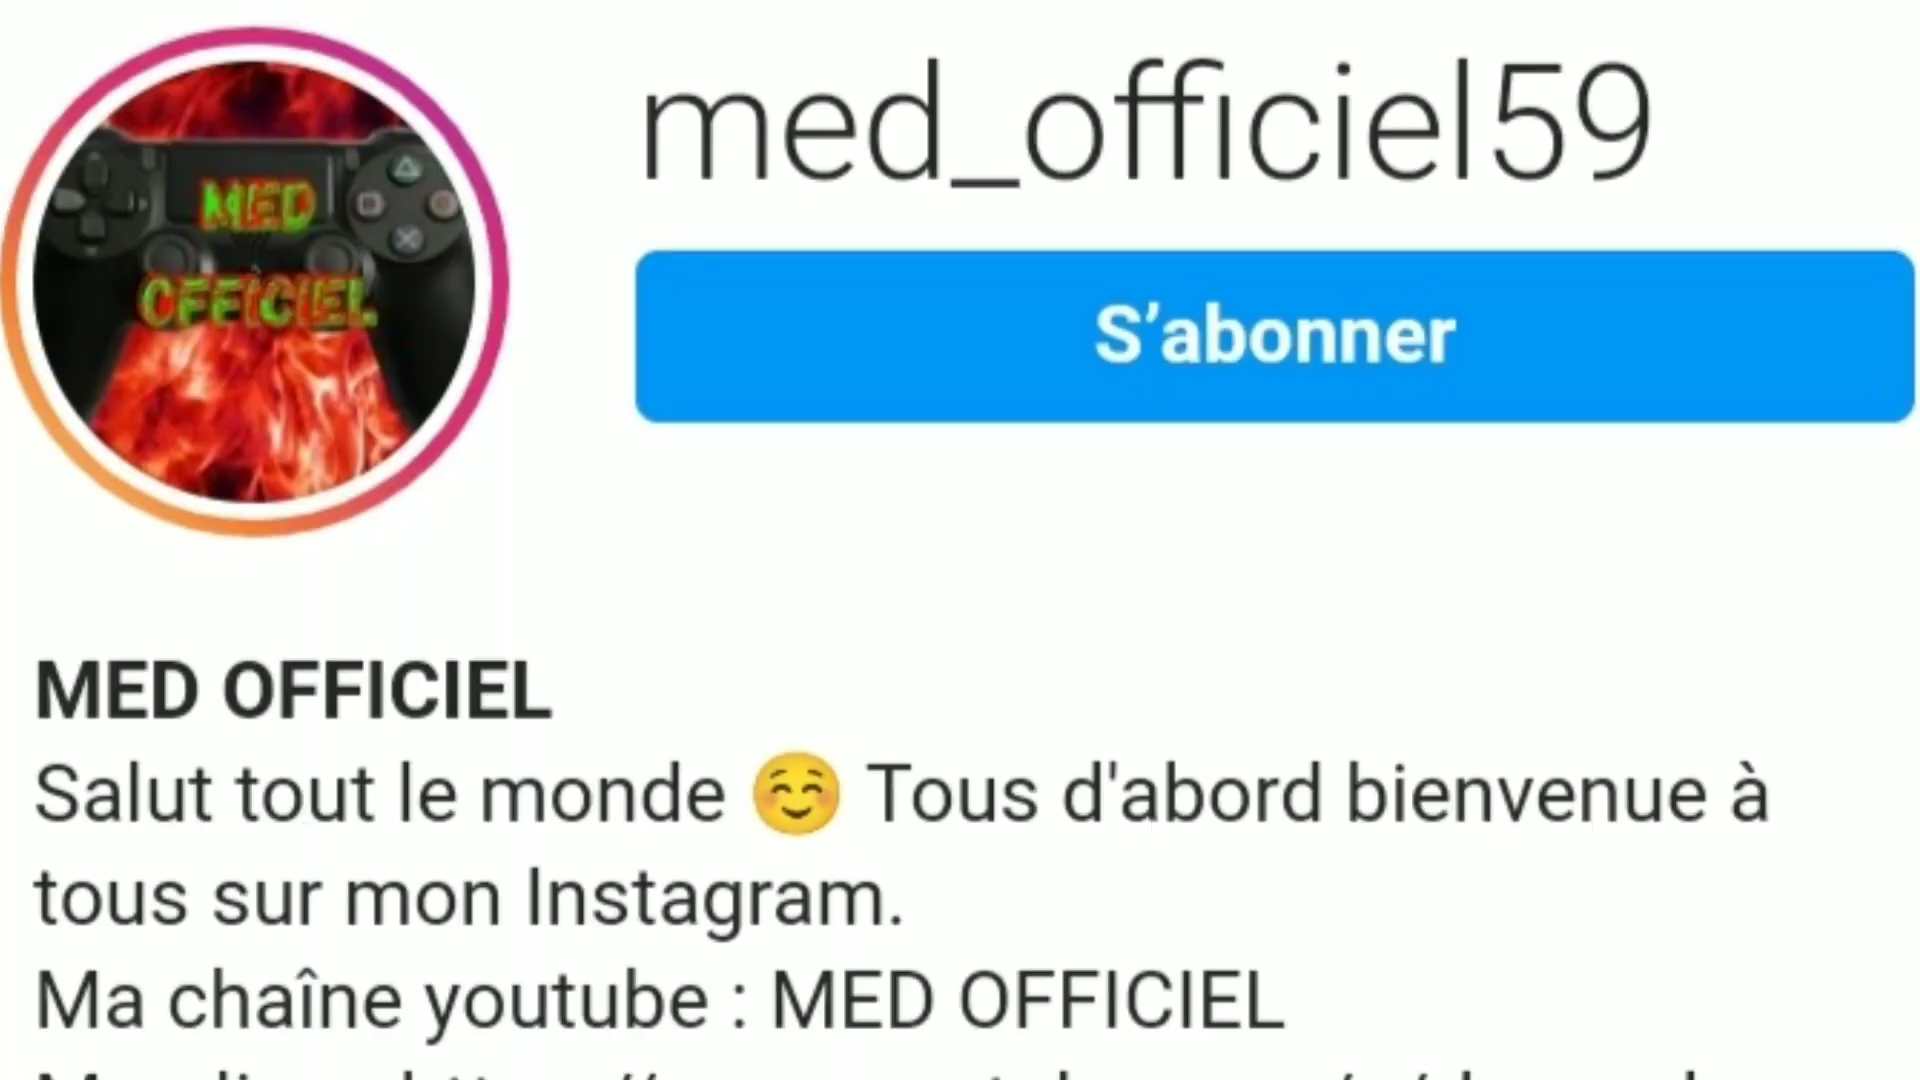 MED
OFFICIEL
med_officiel59
S’abonner
MED OFFICIEL
Salut tout le monde ☺️ Tous d'abord bienvenue à
tous sur mon Instagram.
Ma chaîne youtube : MED OFFICIEL